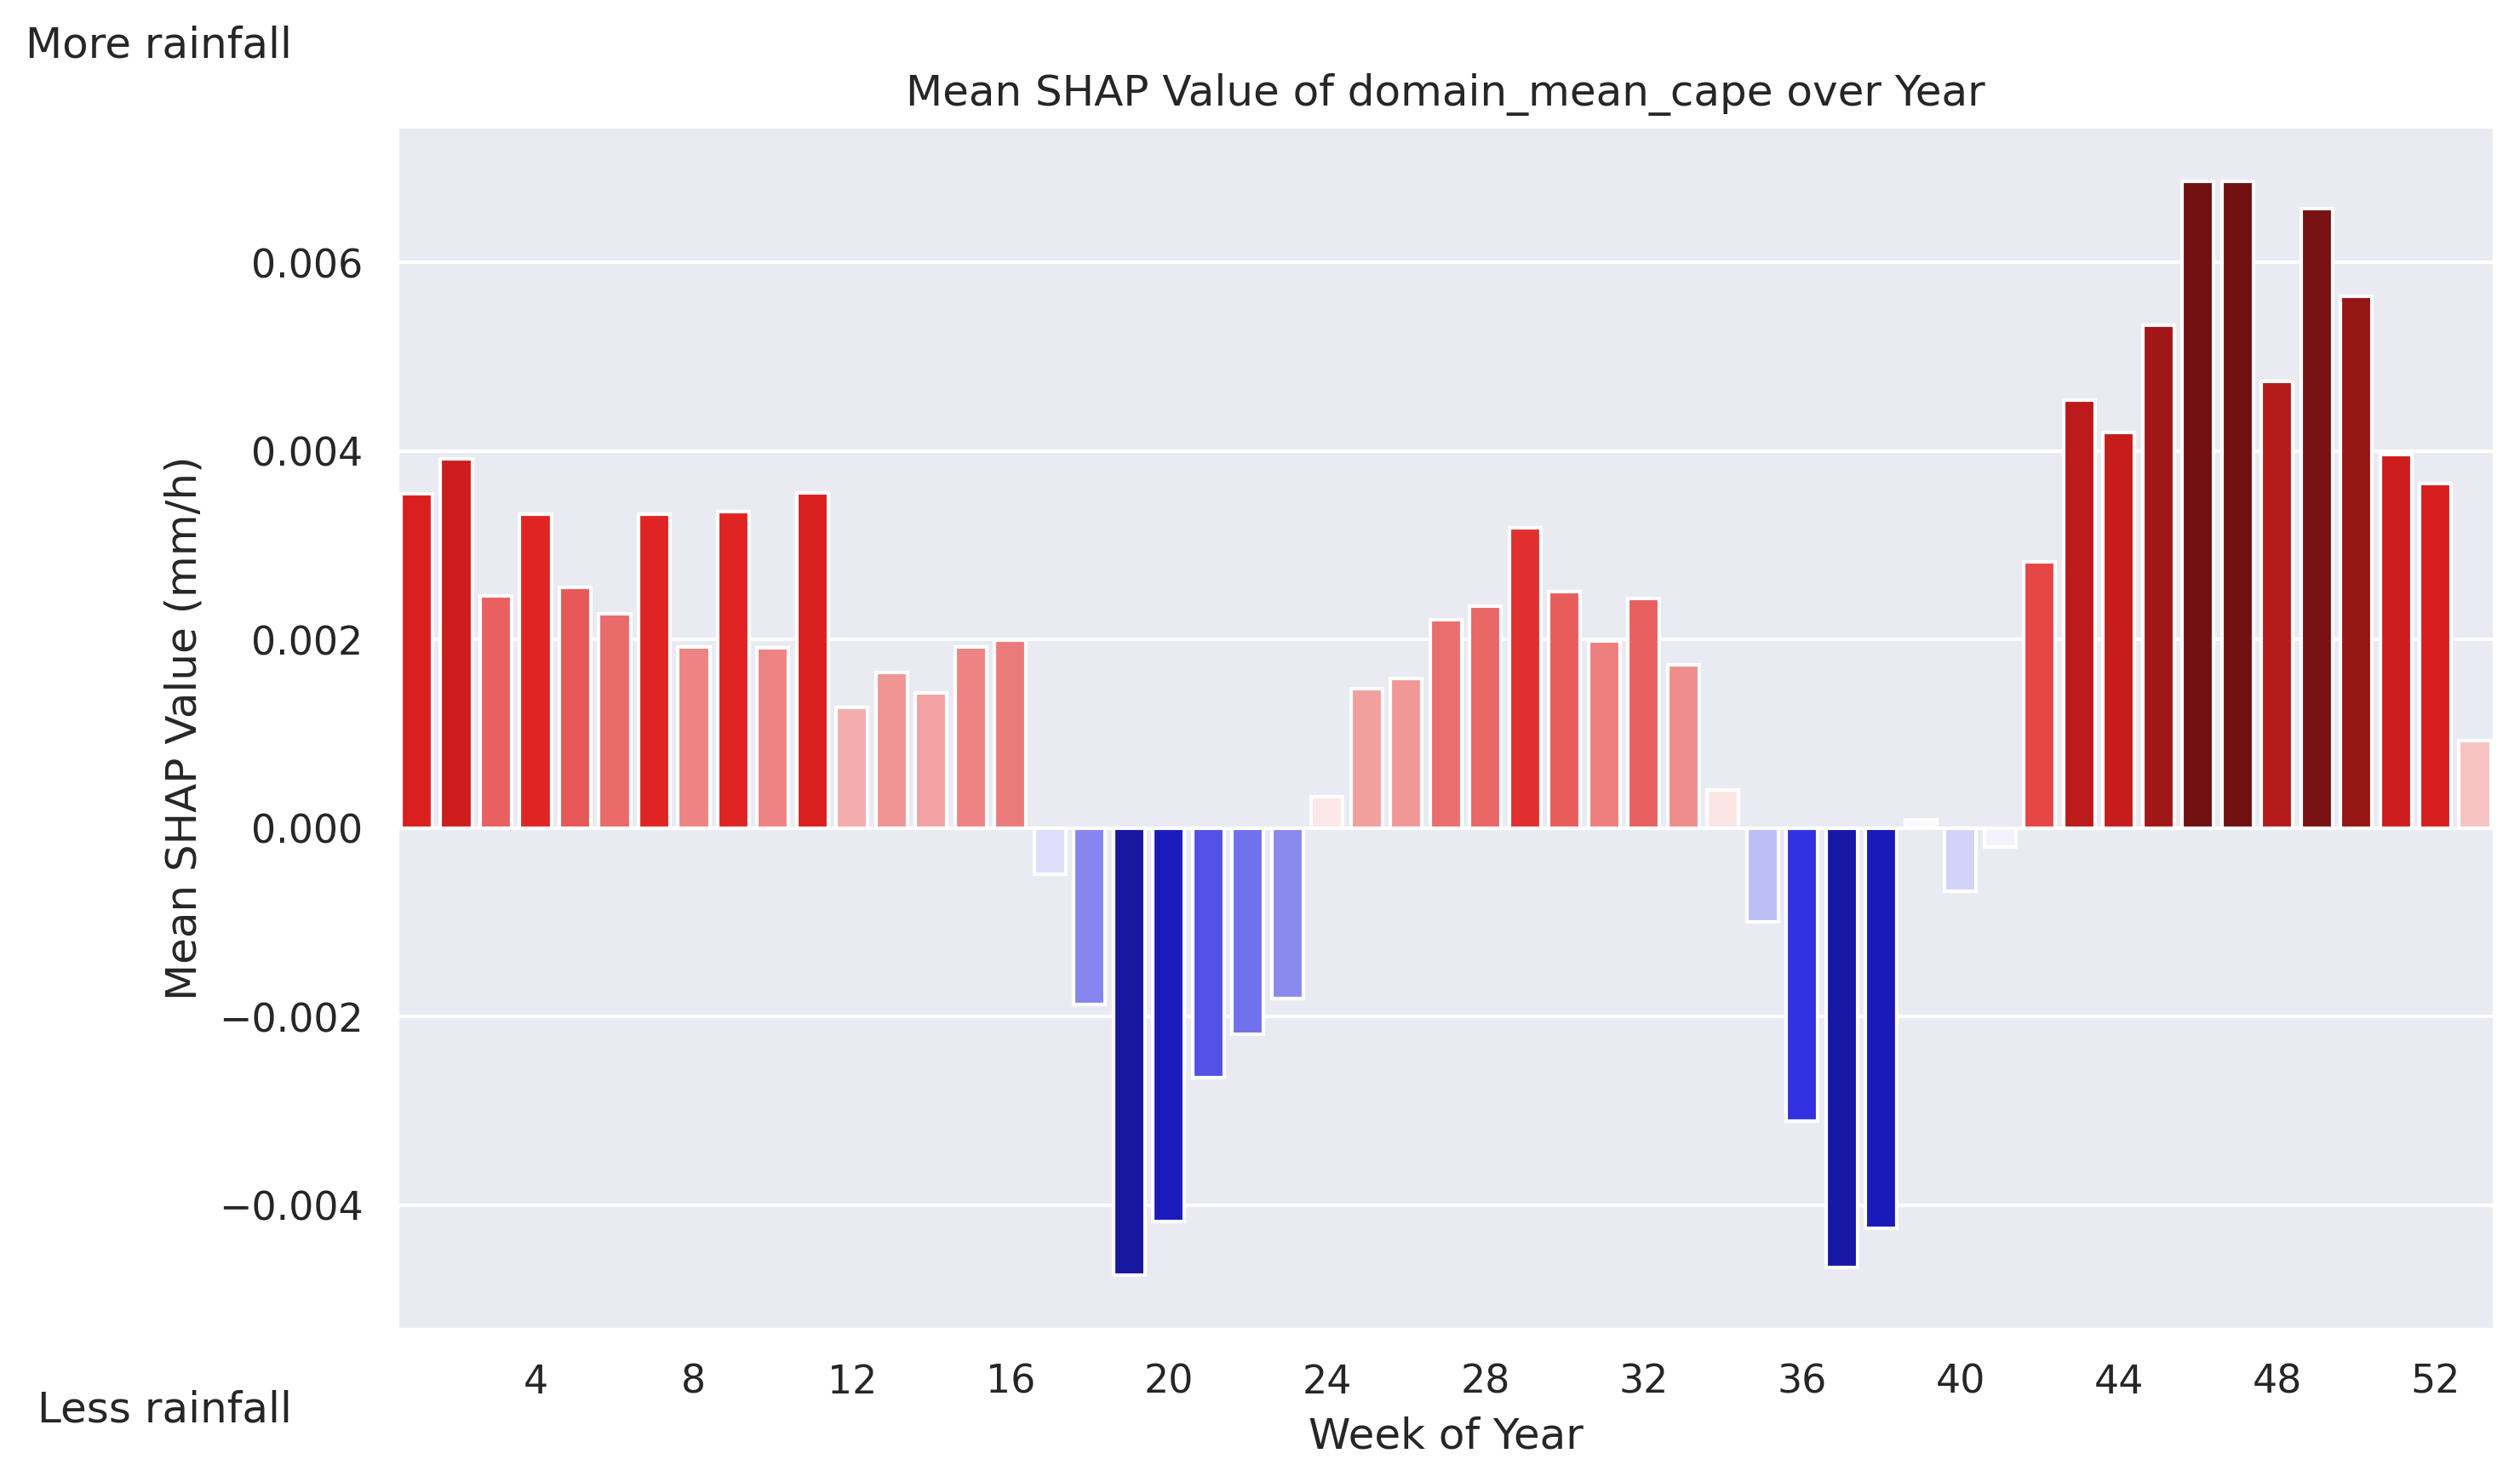 More rainfall
Mean SHAP Value of domain_mean_cape over Year
Mean SHAP Value (mm/h)
0.006
0.004
0.002
0.000
−0.002
−0.004
4 8 12 16 20 24 28 32 36 40 44 48 52
Less rainfall
Week of Year